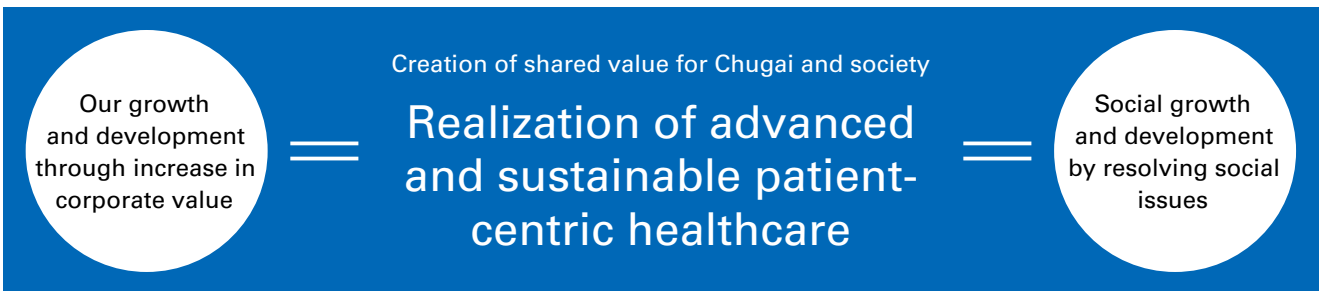 Our growth
and development
through increase in
corporate value
Creation of shared value for Chugai and society
Realization of advanced
and sustainable patient-
centric healthcare
Social growth
and development
by resolving social
issues